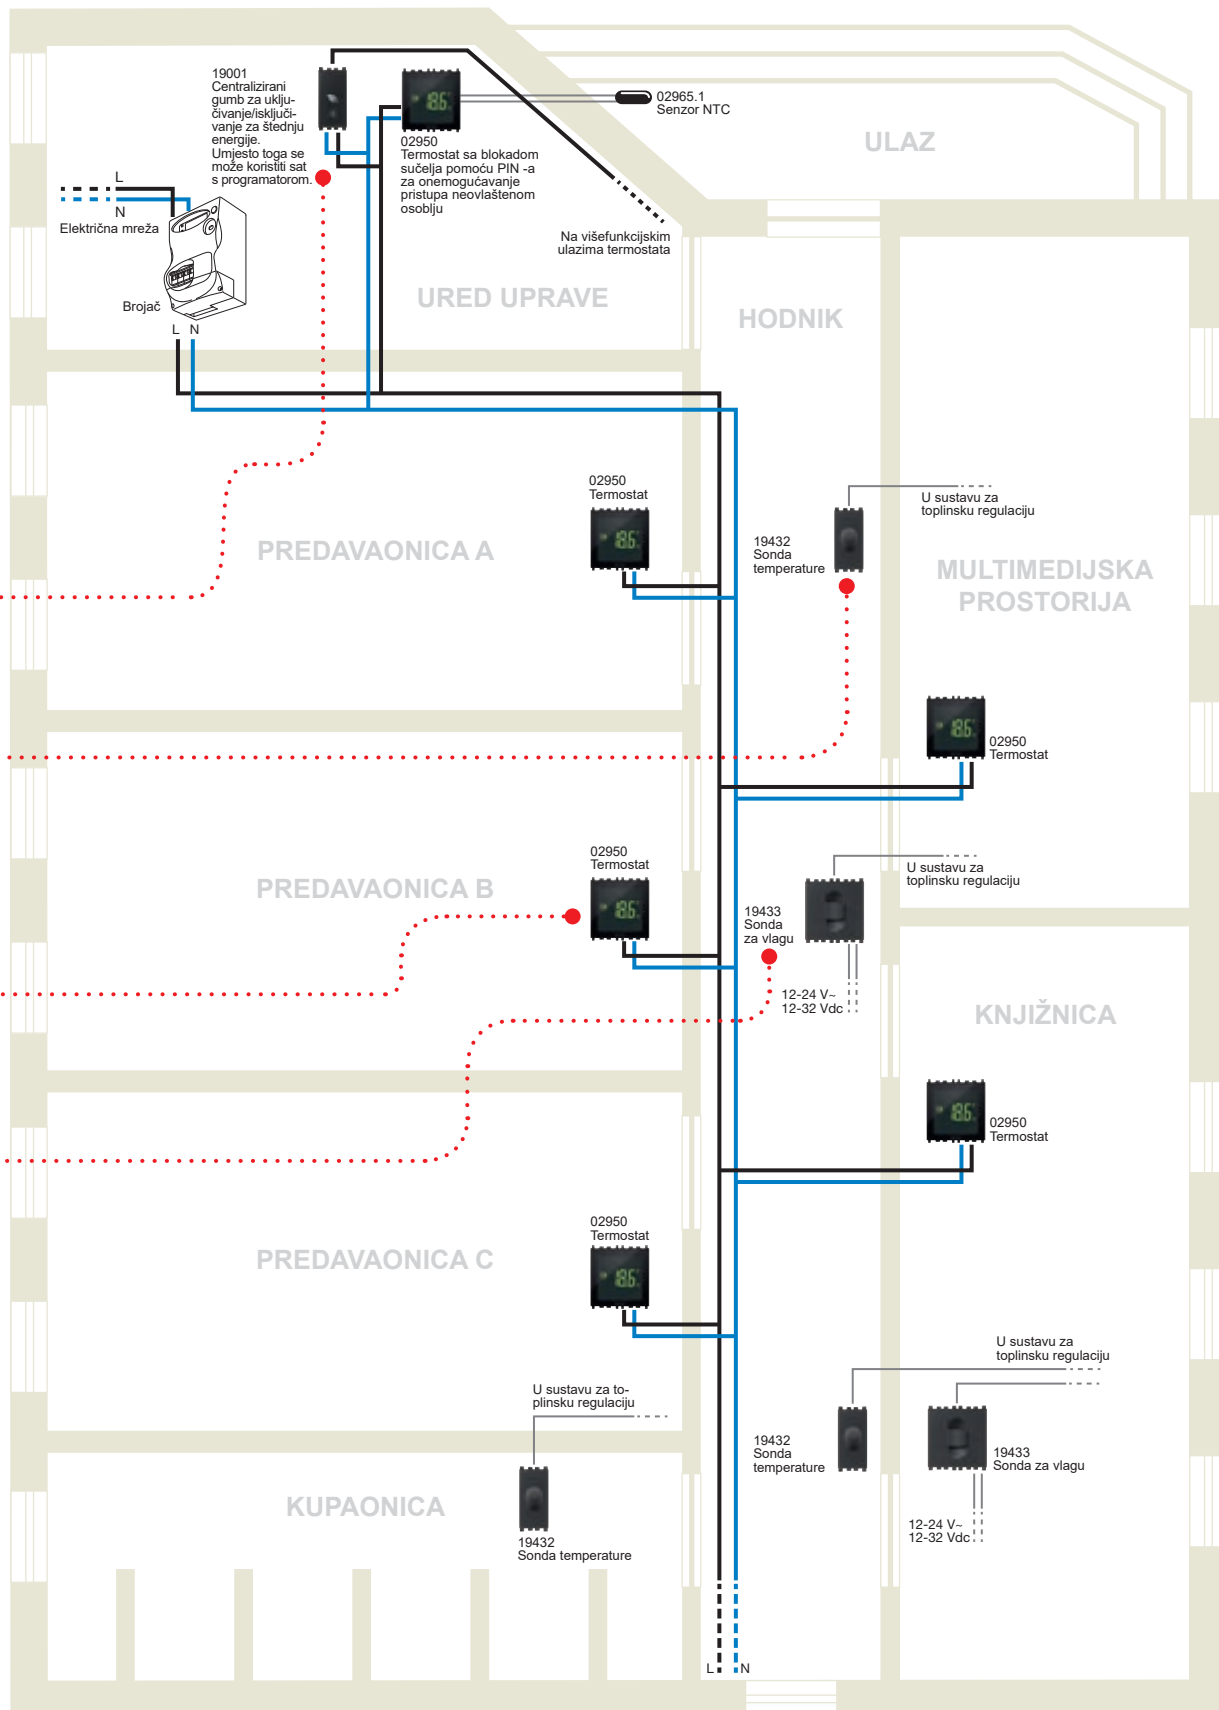 19001
Centralizirani
gumb za uklju-
čivanje/isključi-
vanje za štednju
energije.
Umjesto toga se
može koristiti sat
s programatorom.
02950
Termostat sa blokadom
sučelja pomoću PIN -a
za onemogućavanje
pristupa neovlaštenom
osoblju
02965.1
Senzor NTC
ULAZ
L
N
Električna mreža
Brojač
L N
Na višefunkcijskim
ulazima termostata
URED UPRAVE
HODNIK
02950
Termostat
PREDAVAONICA A
19432
Sonda
temperature
U sustavu za
toplinsku regulaciju
MULTIMEDIJSKA
PROSTORIJA
02950
Termostat
02950
Termostat
PREDAVAONICA B
19433
Sonda
za vlagu
U sustavu za
toplinsku regulaciju
12-24 V~
12-32 Vdc
KNJIŽNICA
02950
Termostat
02950
Termostat
PREDAVAONICA C
U sustavu za
toplinsku regulaciju
U sustavu za to-
plinsku regulaciju
19432
Sonda
temperature
19433
Sonda za vlagu
12-24 V~
12-32 Vdc
KUPAONICA
19432
Sonda temperature
L N